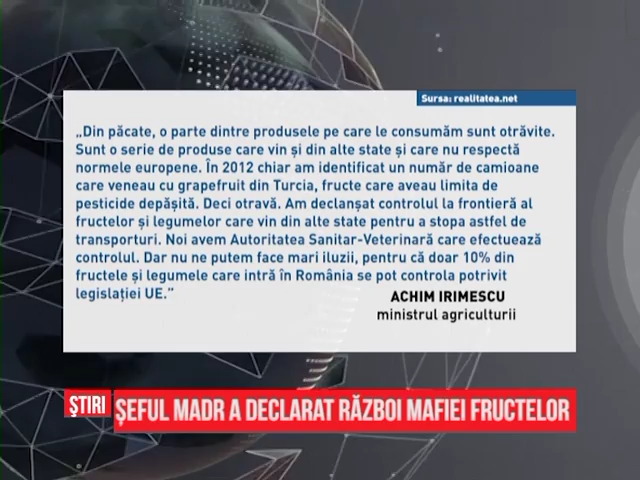 Sursa: realitatea.net
„Din păcate, o parte dintre produsele pe care le consumăm sunt otrăvite.
Sunt o serie de produse care vin și din alte state și care nu respectă
normele europene. În 2012 chiar am identificat un număr de camioane
care veneau cu grapefruit din Turcia, fructe care aveau limita de
pesticide depășită. Deci otravă. Am declanșat controlul la frontieră al
fructelor și legumelor care vin din alte state pentru a stopa astfel de
transporturi. Noi avem Autoritatea Sanitar-Veterinară care efectuează
controlul. Dar nu ne putem face mari iluzii, pentru că doar 10% din
fructele și legumele care intră în România se pot controla potrivit
legislației UE.”
ACHIM IRIMESCU
ministrul agriculturii
ȘTIRI ȘEFUL MADR A DECLARAT RĂZBOI MAFIEI FRUCTELOR